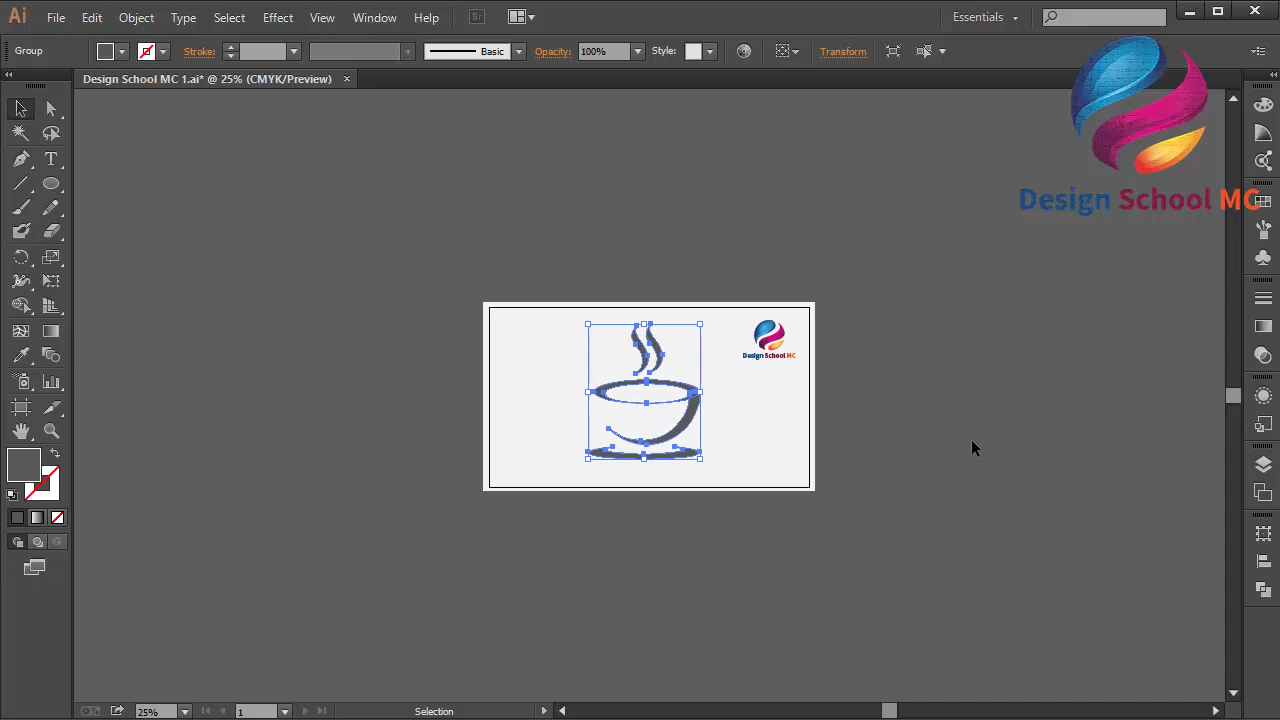 Ai File Edit Object Type Select Effect View Window Help Br Essentials
Group Stroke: Basic Opacity: 100% Style: Transform
Design School MC 1.ai* @ 25% (CMYK/Preview) ×
Design School MC
Design School MC
25% 1 Selection